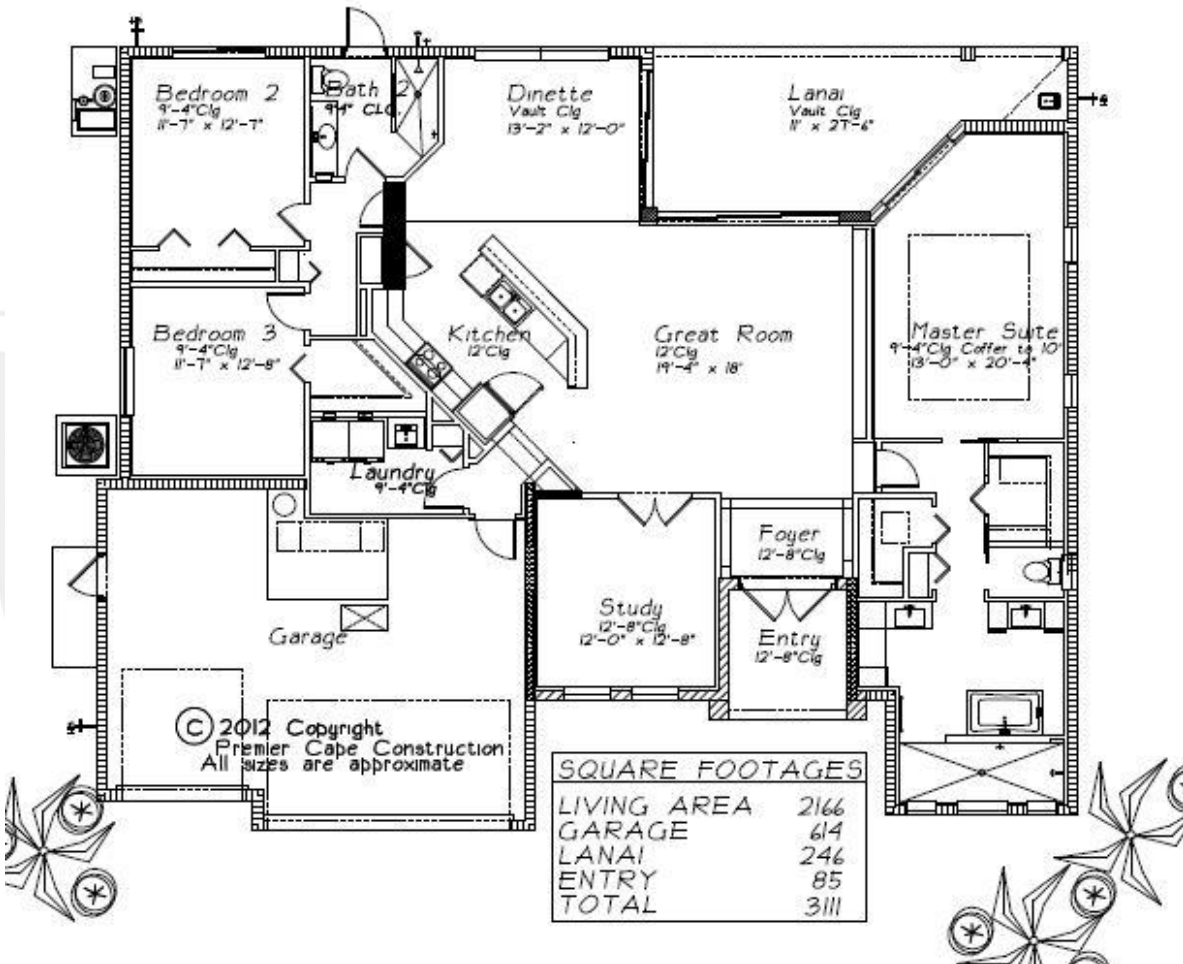 Bedroom 2
9'-4"Clg
11'-7" x 12'-7"
Bath 2
9'4" CLG.
Dinette
Vault Clg
13'-2" x 12'-0"
Lanai
Vault Clg
11' x 27'-6"
Bedroom 3
9'-4"Clg
11'-7" x 12'-8"
Kitchen
12'Clg
Great Room
12'Clg
19'-4" x 18'
Master Suite
9'-4"Clg Coffer to 10'
13'-0" x 20'-4"
Laundry
9'-4"Clg
Foyer
12'-8"Clg
Study
12'-8"Clg
12'-0" x 12'-8"
Entry
12'-8"Clg
Garage
© 2012 Copyright
Premier Cape Construction
All sizes are approximate
SQUARE FOOTAGES
LIVING AREA 2166
GARAGE 614
LANAI 246
ENTRY 85
TOTAL 3111